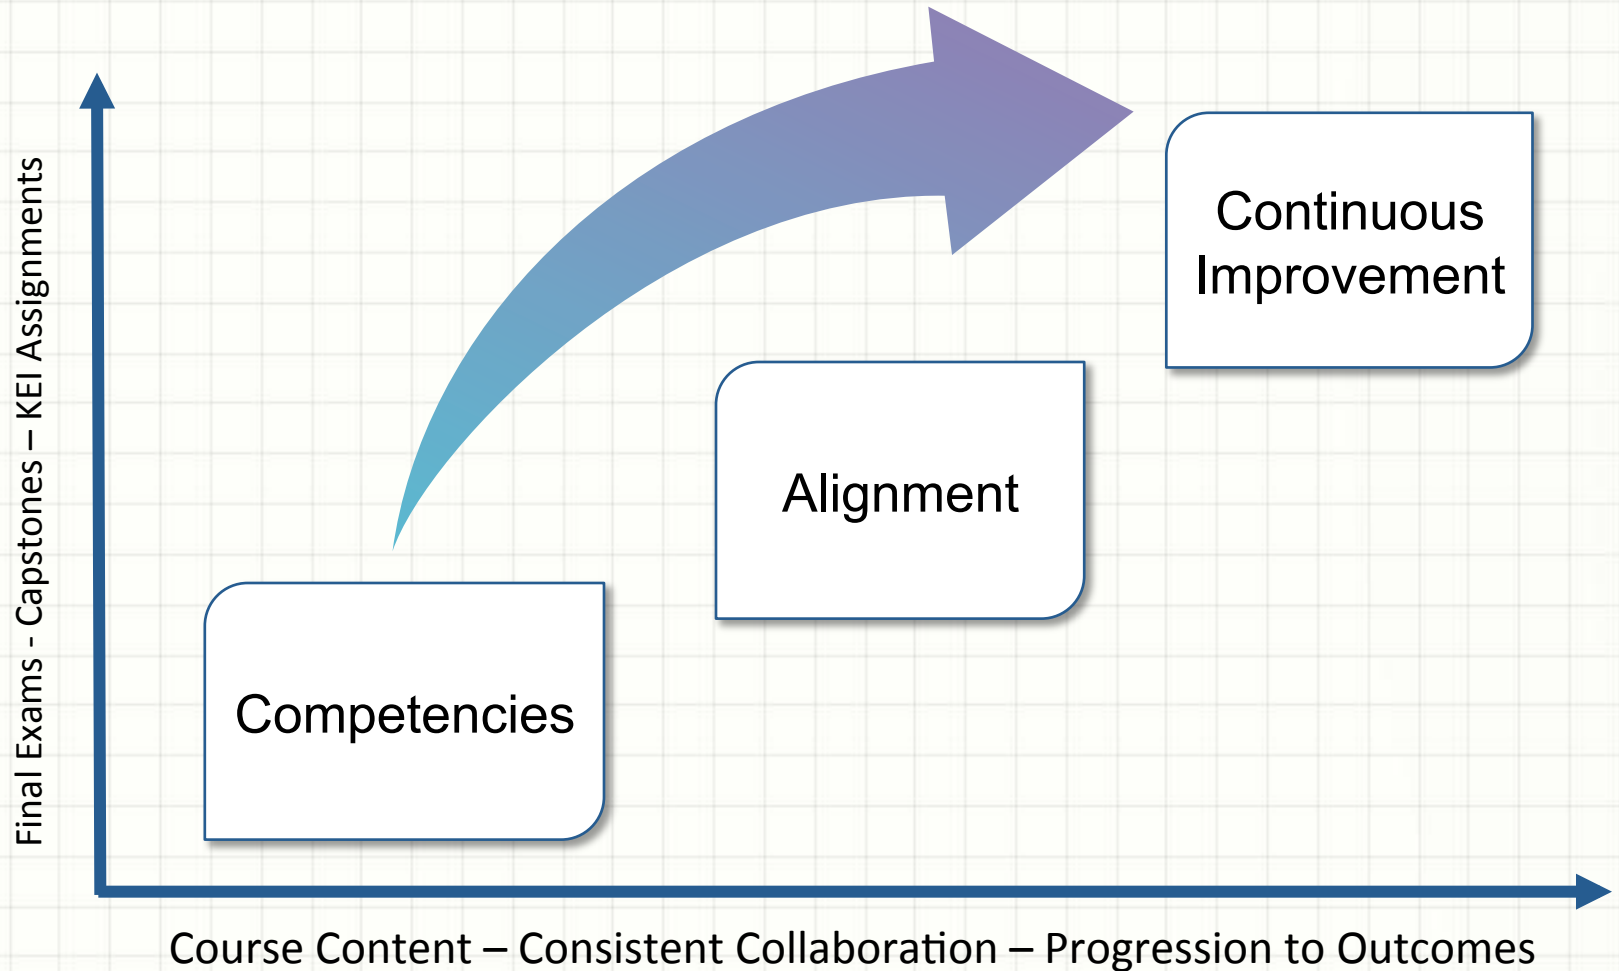 Final Exams - Capstones – KEI Assignments
Continuous
Improvement
Alignment
Competencies
Course Content – Consistent Collaboration – Progression to Outcomes